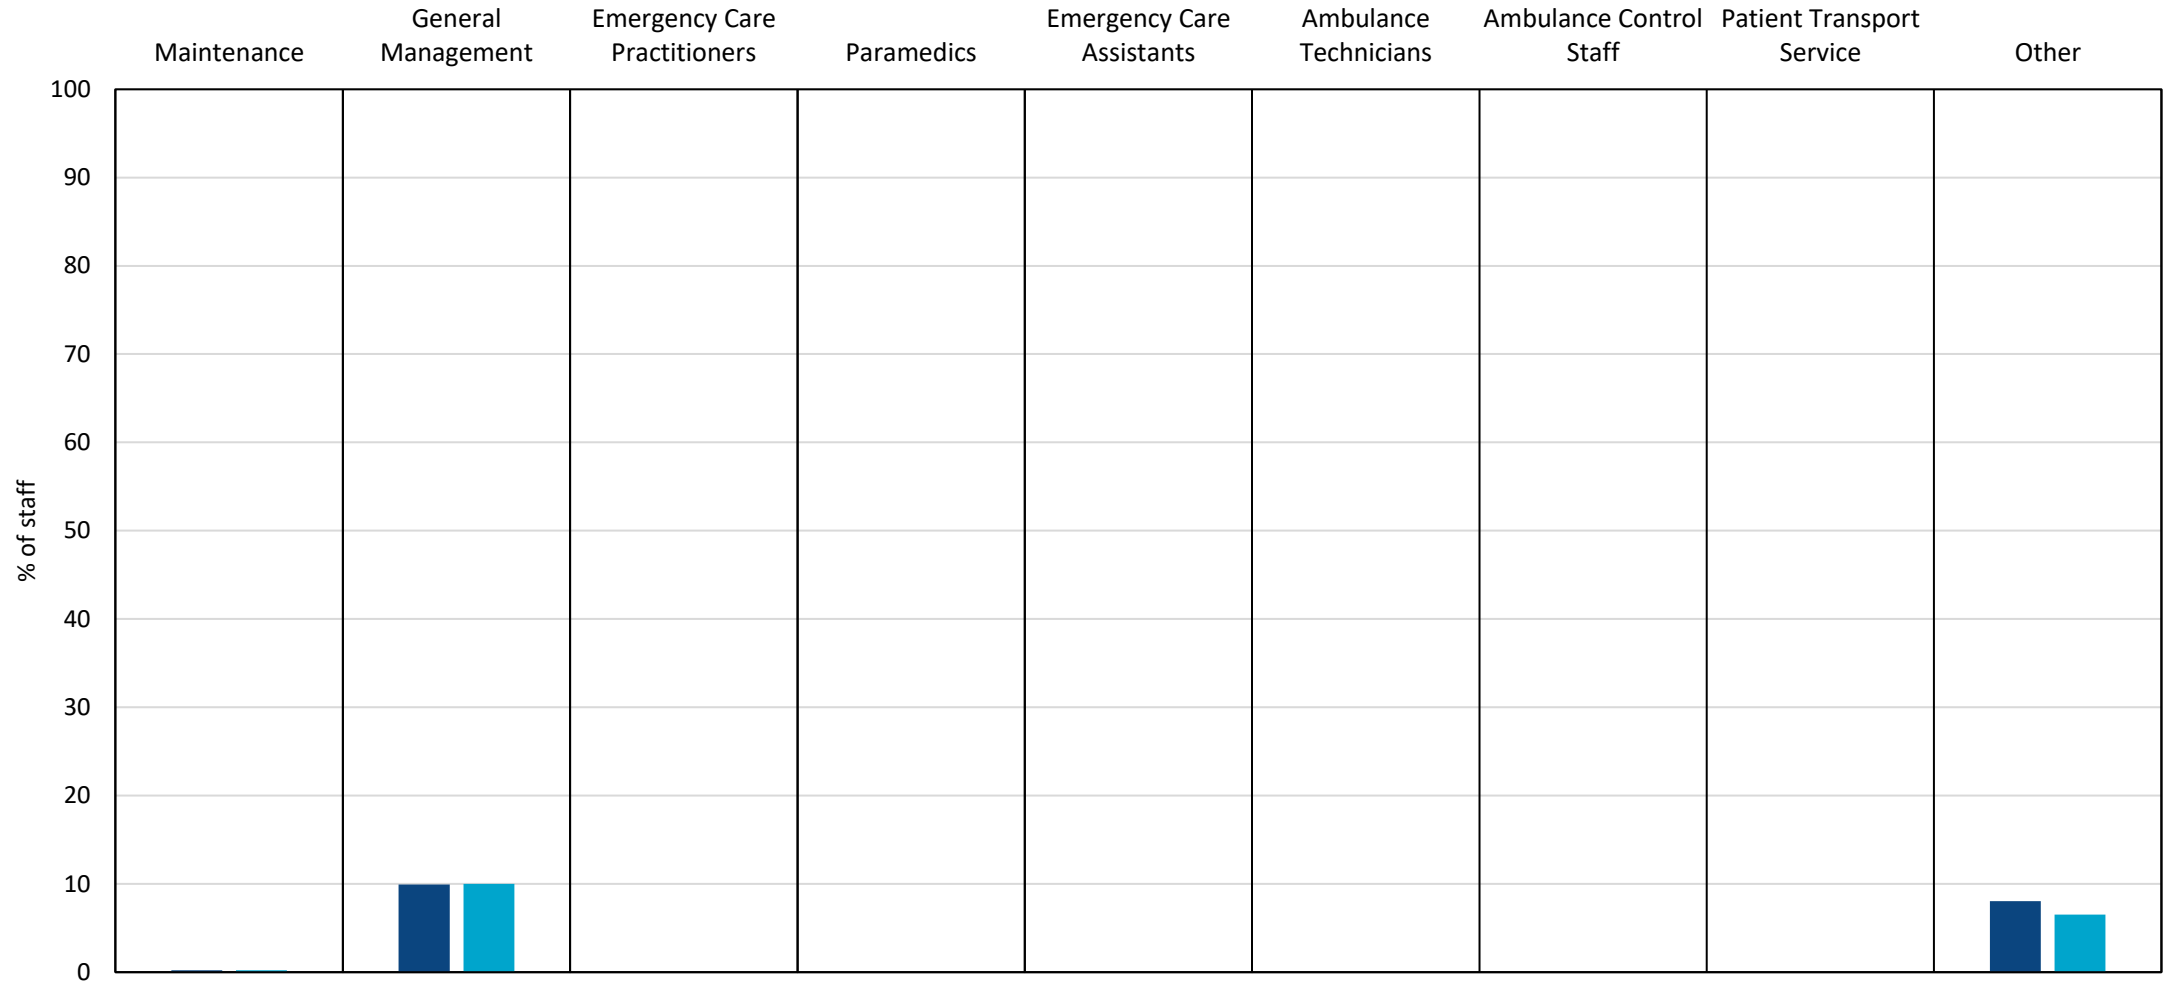 General
Management
Emergency Care
Practitioners
Emergency Care
Assistants
Ambulance
Technicians
Ambulance Control
Staff
Patient Transport
Service
Maintenance
Paramedics
Other
100
90
80
70
60
50
40
30
20
10
0
% of staff